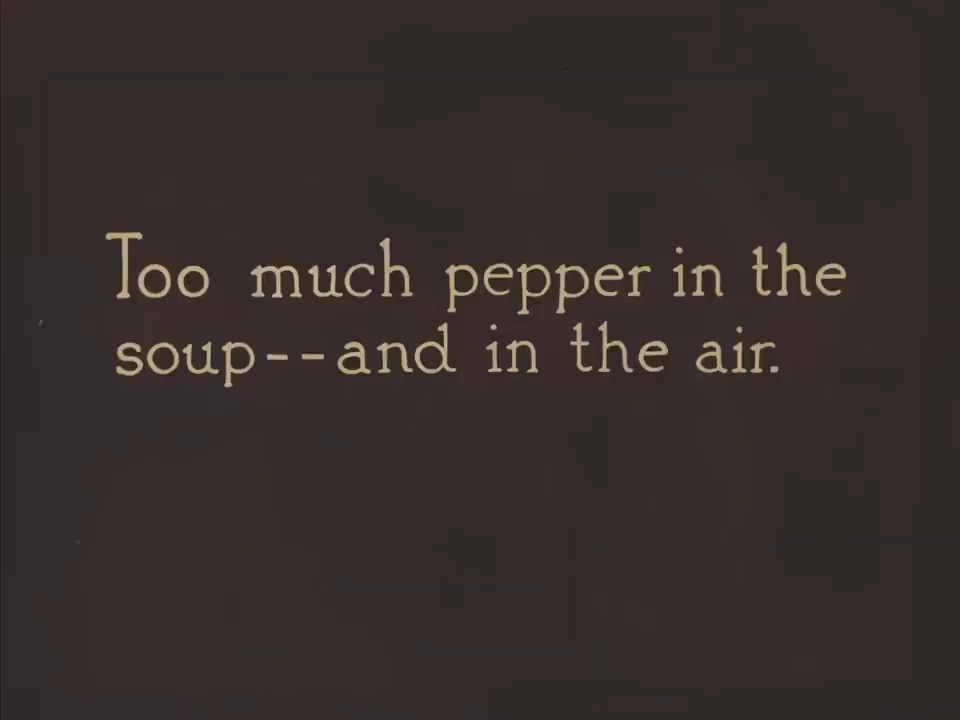 Too much pepper in the
soup--and in the air.